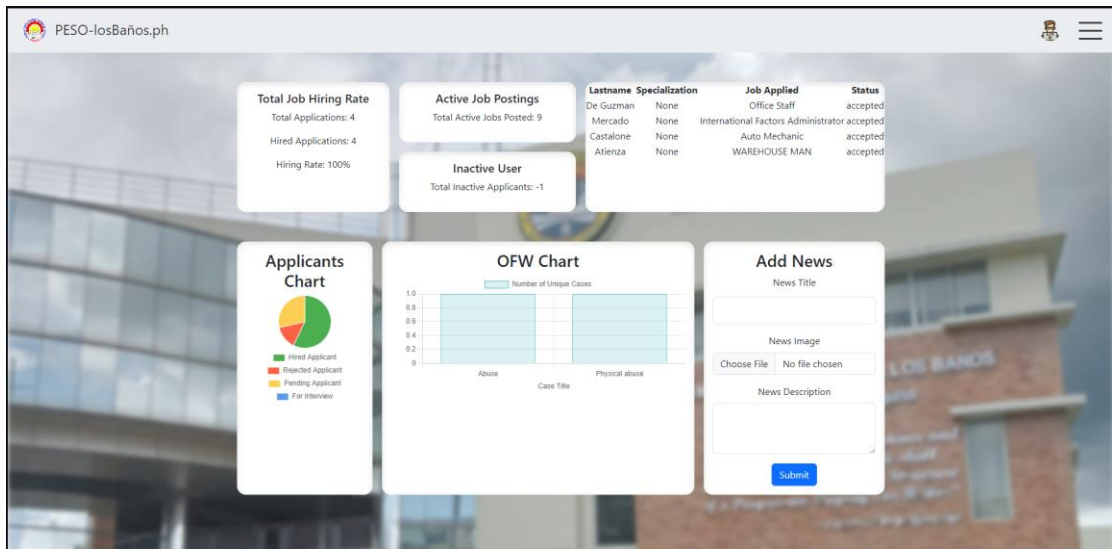 PESO-losBaños.ph
Total Job Hiring Rate
Total Applications: 4
Hired Applications: 4
Hiring Rate: 100%
Active Job Postings
Total Active Jobs Posted: 9
Inactive User
Total Inactive Applicants: -1
Lastname Specialization Job Applied Status
De Guzman None Office Staff accepted
Mercado None International Factors Administrator accepted
Castalone None Auto Mechanic accepted
Atienza None WAREHOUSE MAN accepted
Applicants
Chart
Hired Applicant
Rejected Applicant
Pending Applicant
For Interview
OFW Chart
Number of Unique Cases
1.0
0.8
0.6
0.4
0.2
0
Abuse Physical abuse
Case Title
Add News
News Title
News Image
Choose File No file chosen
News Description
Submit
LOS BAÑOS